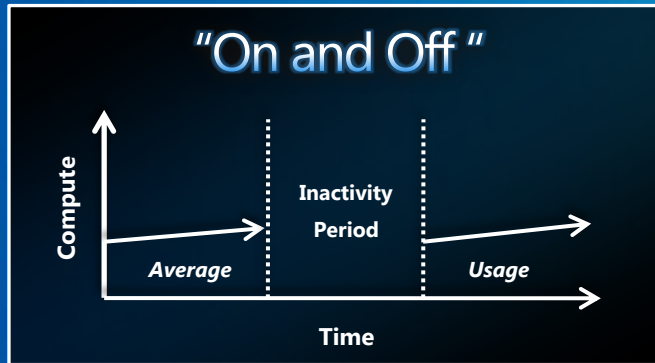 "On and Off "
Compute
Inactivity
Period
Average
Usage
Time